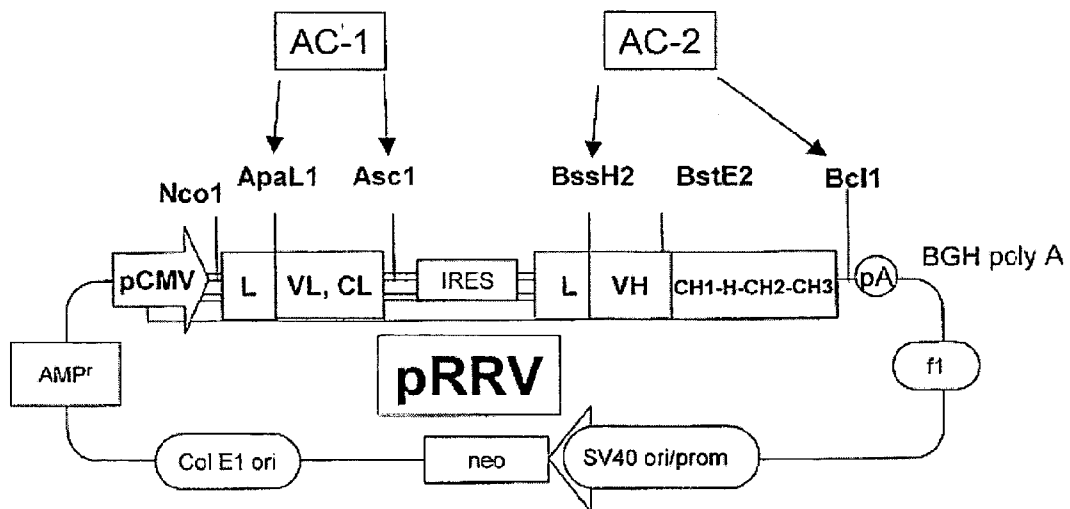 AC-1
AC-2
Nco1
ApaL1
Asc1
BssH2
BstE2
Bcl1
pCMV
L
VL, CL
IRES
L
VH
CH1-H-CH2-CH3
pA
BGH poly A
AMPr
pRRV
f1
Col E1 ori
neo
SV40 ori/prom